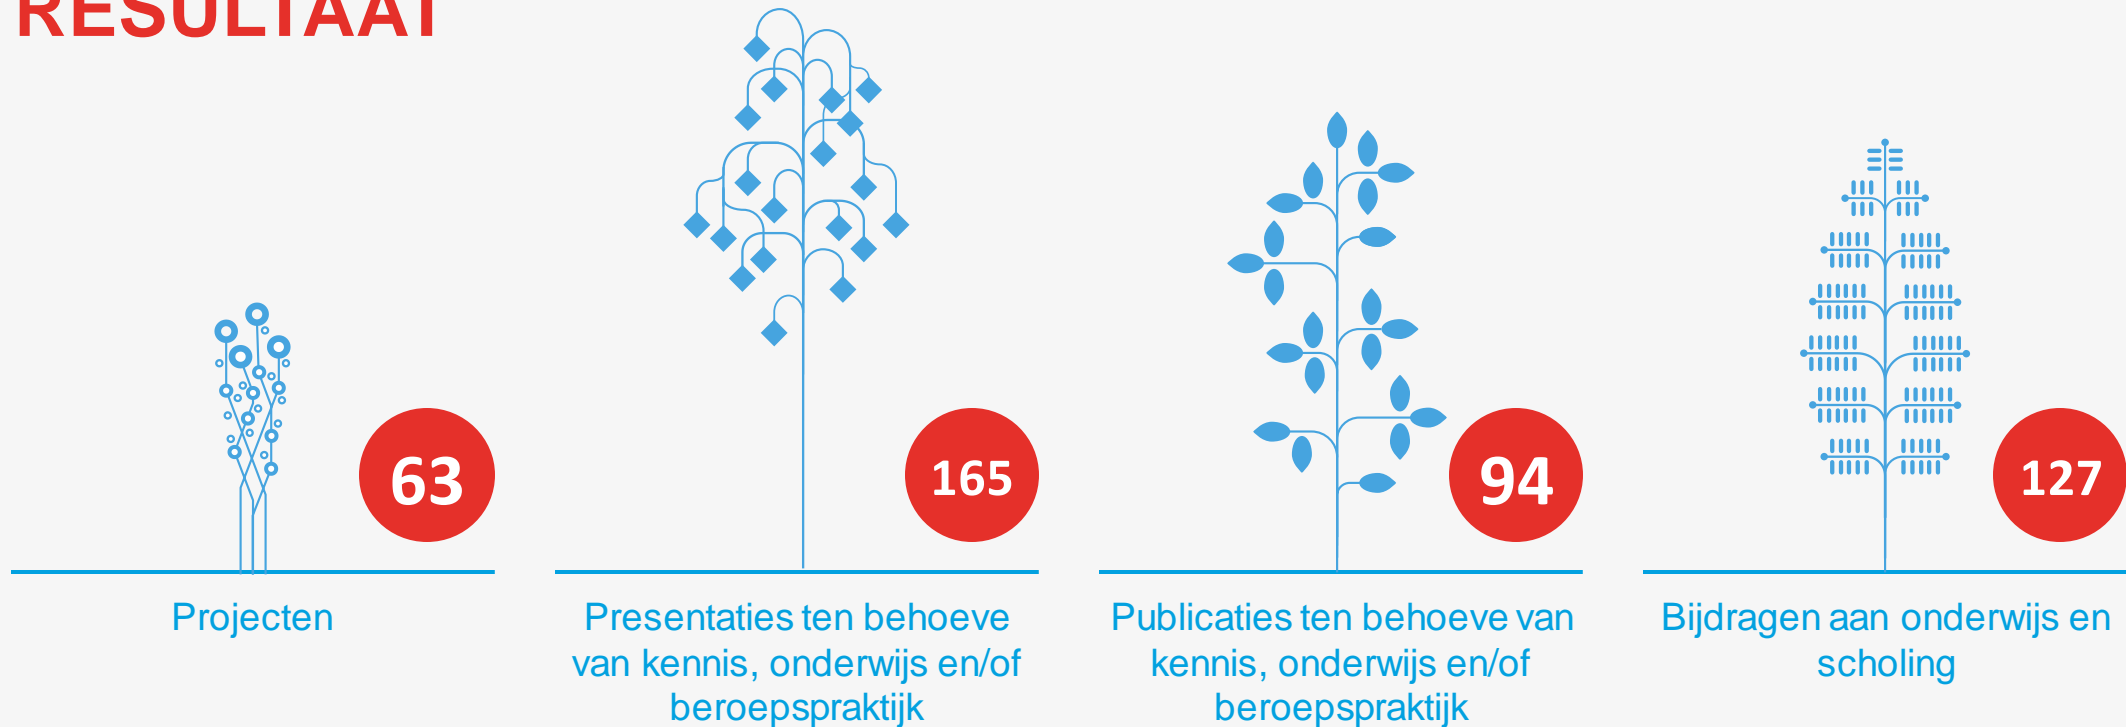 RESULTAAT
63
165
94
127
Projecten
Presentaties ten behoeve
van kennis, onderwijs en/of
beroepspraktijk
Publicaties ten behoeve van
kennis, onderwijs en/of
beroepspraktijk
Bijdragen aan onderwijs en
scholing